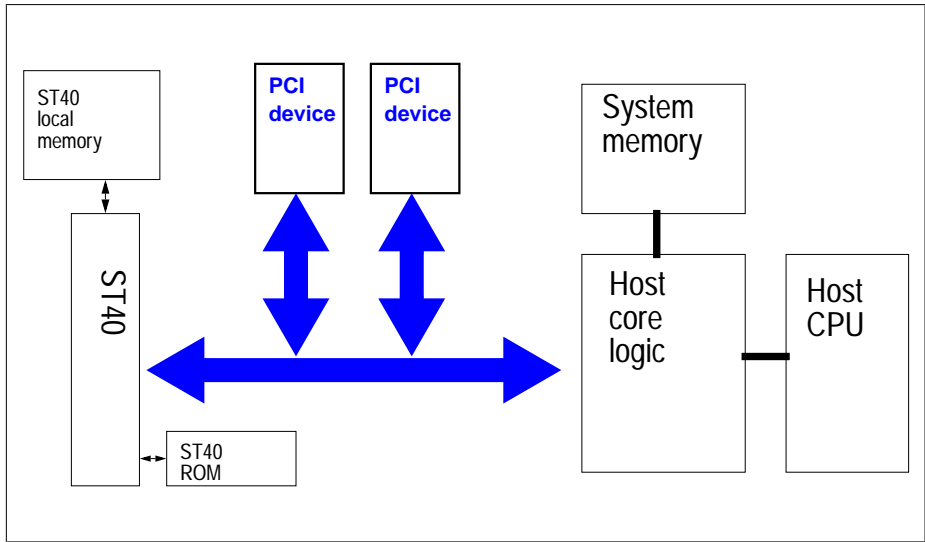 ST40
local
memory
PCI
device
PCI
device
System
memory
ST40
Host
core
logic
Host
CPU
ST40
ROM